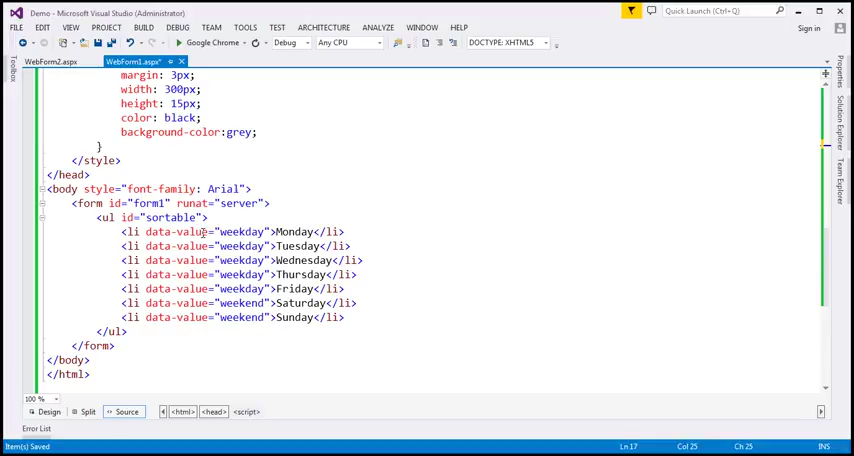 Demo - Microsoft Visual Studio (Administrator)
Quick Launch (Ctrl+Q)
FILE EDIT VIEW PROJECT BUILD DEBUG TEAM TOOLS TEST ARCHITECTURE ANALYZE WINDOW HELP
Sign in
Google Chrome Debug Any CPU DOCTYPE: XHTML5
Toolbox
WebForm2.aspx WebForm1.aspx*
Properties
Solution Explorer
Team Explorer
margin: 3px;
width: 300px;
height: 15px;
color: black;
background-color:grey;
}
</style>
</head>
<body style="font-family: Arial">
<form id="form1" runat="server">
<ul id="sortable">
<li data-value="weekday">Monday</li>
<li data-value="weekday">Tuesday</li>
<li data-value="weekday">Wednesday</li>
<li data-value="weekday">Thursday</li>
<li data-value="weekday">Friday</li>
<li data-value="weekend">Saturday</li>
<li data-value="weekend">Sunday</li>
</ul>
</form>
</body>
</html>
100 %
Design Split Source <html> <head> <script>
Error List
Item(s) Saved Ln 17 Col 25 Ch 25 INS